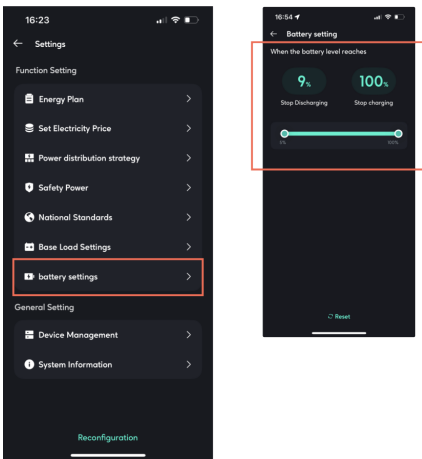 16:23
Settings
Function Setting
Energy Plan
Set Electricity Price
Power distribution strategy
Safety Power
National Standards
Base Load Settings
battery settings
General Setting
Device Management
System Information
Reconfiguration
16:54
Battery setting
When the battery level reaches
9% 100%
Stop Discharging Stop charging
5% 100%
Reset